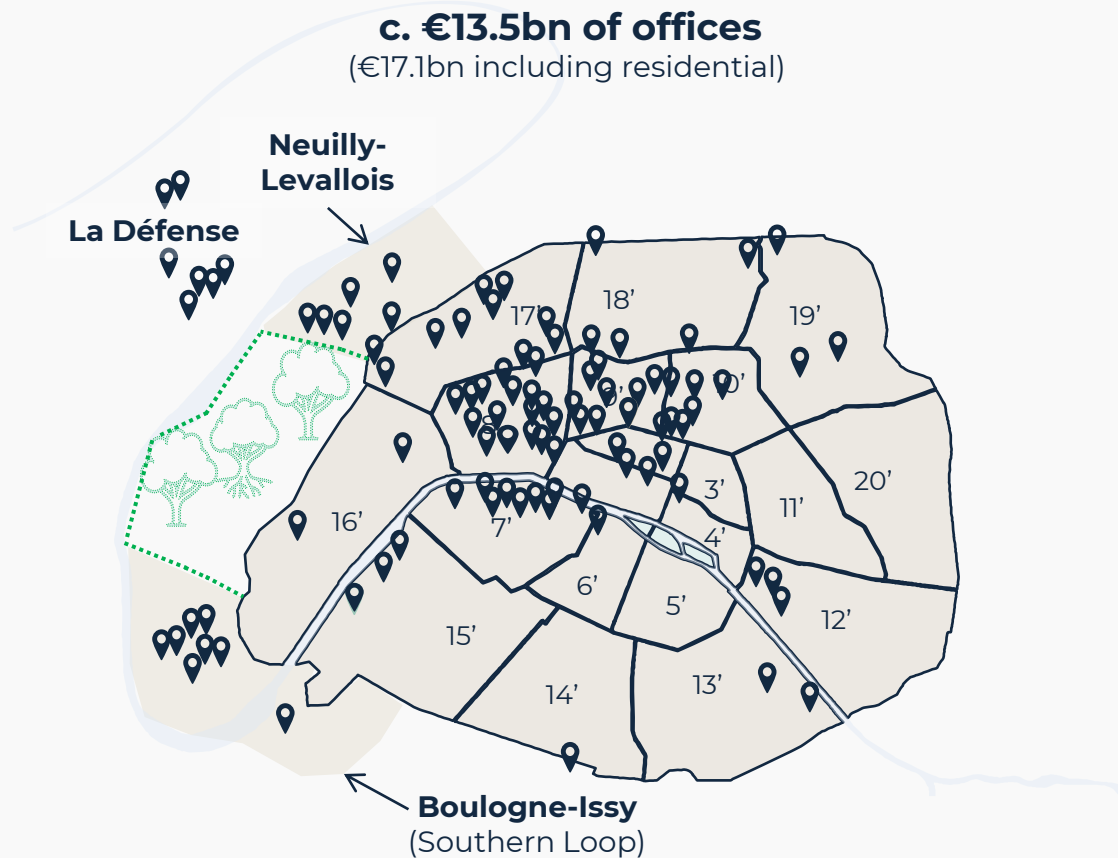 c. €13.5bn of offices
(€17.1bn including residential)
Neuilly-
Levallois
La Défense
17’
18’
19’
3’
20’
11’
16’
7’
4’
6’
5’
12’
15’
13’
14’
Boulogne-Issy
(Southern Loop)